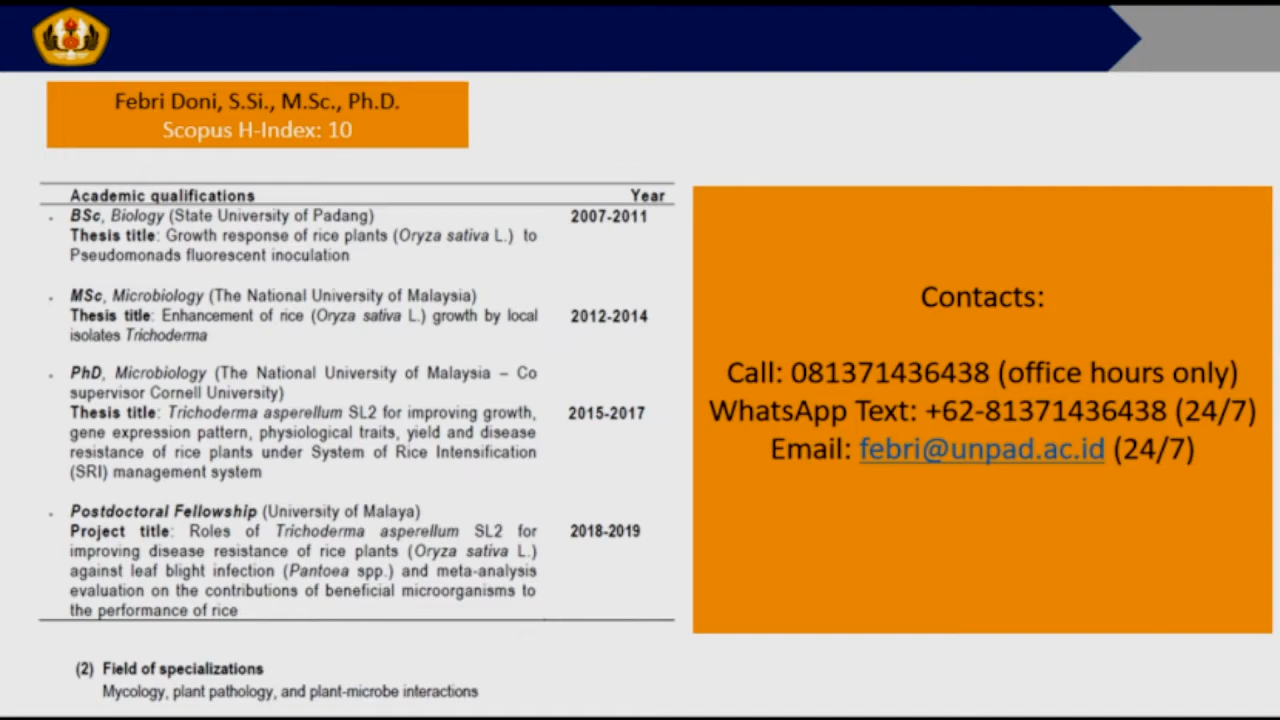 Febri Doni, S.Si., M.Sc., Ph.D.
Scopus H-Index: 10
Academic qualifications Year
BSc, Biology (State University of Padang) 2007-2011
Thesis title: Growth response of rice plants (Oryza sativa L.) to
Pseudomonads fluorescent inoculation
MSc, Microbiology (The National University of Malaysia)
Thesis title: Enhancement of rice (Oryza sativa L.) growth by local 2012-2014
isolates Trichoderma
PhD, Microbiology (The National University of Malaysia – Co
supervisor Cornell University)
Thesis title: Trichoderma asperellum SL2 for improving growth, 2015-2017
gene expression pattern, physiological traits, yield and disease
resistance of rice plants under System of Rice Intensification
(SRI) management system
Postdoctoral Fellowship (University of Malaya)
Project title: Roles of Trichoderma asperellum SL2 for 2018-2019
improving disease resistance of rice plants (Oryza sativa L.)
against leaf blight infection (Pantoea spp.) and meta-analysis
evaluation on the contributions of beneficial microorganisms to
the performance of rice
(2) Field of specializations
Mycology, plant pathology, and plant-microbe interactions
Contacts:
Call: 081371436438 (office hours only)
WhatsApp Text: +62-81371436438 (24/7)
Email: febri@unpad.ac.id (24/7)